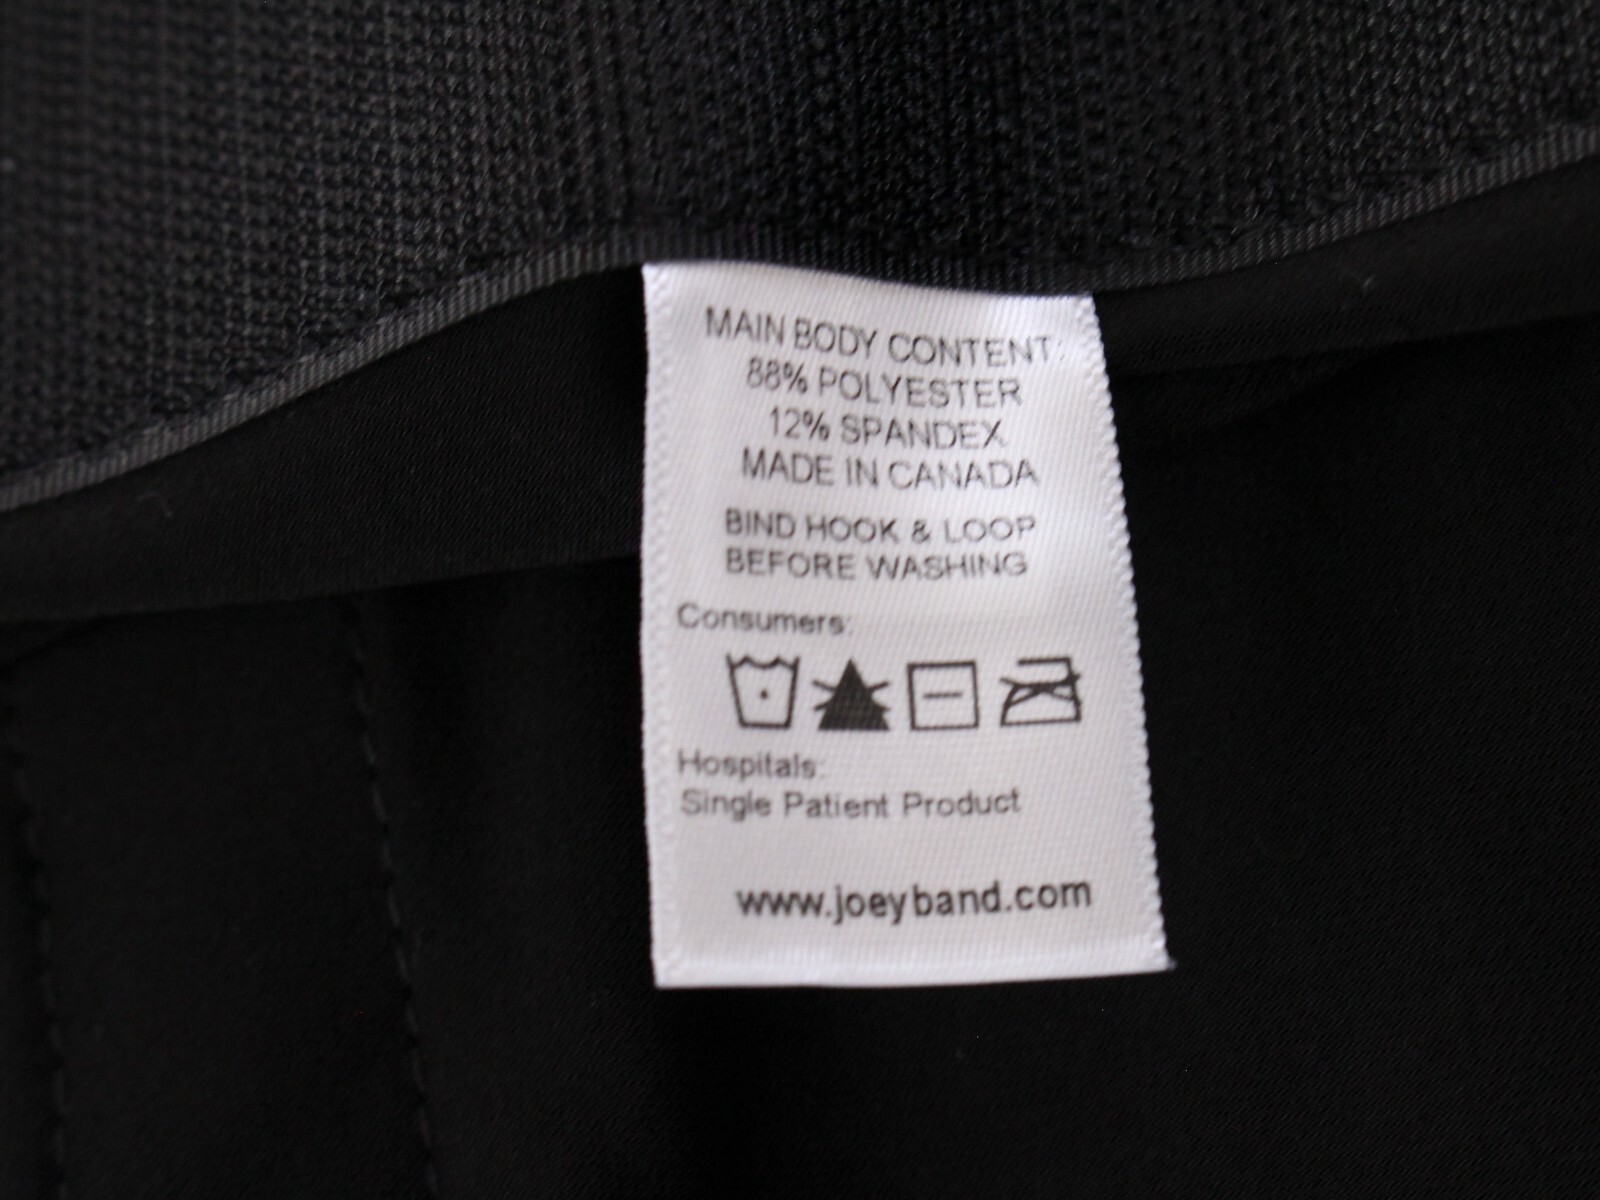 MAIN BODY CONTENT:
88% POLYESTER
12% SPANDEX
MADE IN CANADA
BIND HOOK & LOOP
BEFORE WASHING
Consumers:
Hospitals:
Single Patient Product
www.joeyband.com